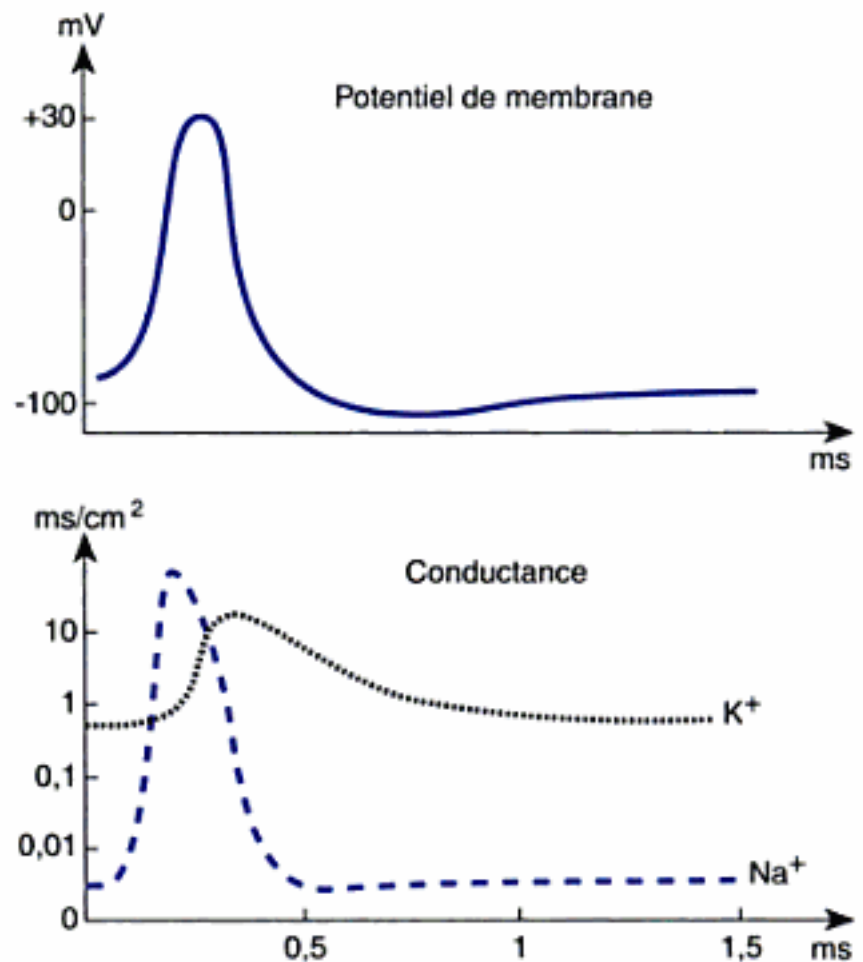 mV
Potentiel de membrane
+30
0
-100
ms
ms/cm²
Conductance
10
1
K⁺
0,1
0,01
Na⁺
0
0,5
1
1,5
ms